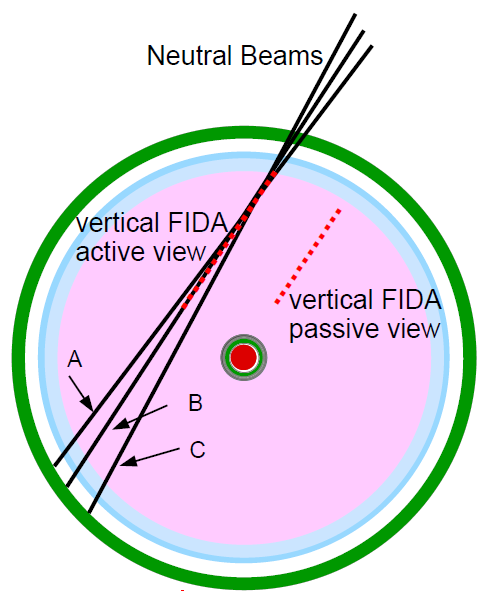 Neutral Beams
vertical FIDA
active view
vertical FIDA
passive view
A
B
C